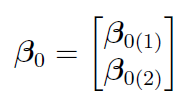 𝜷₀ = [𝜷₀₍₁₎
𝜷₀₍₂₎]